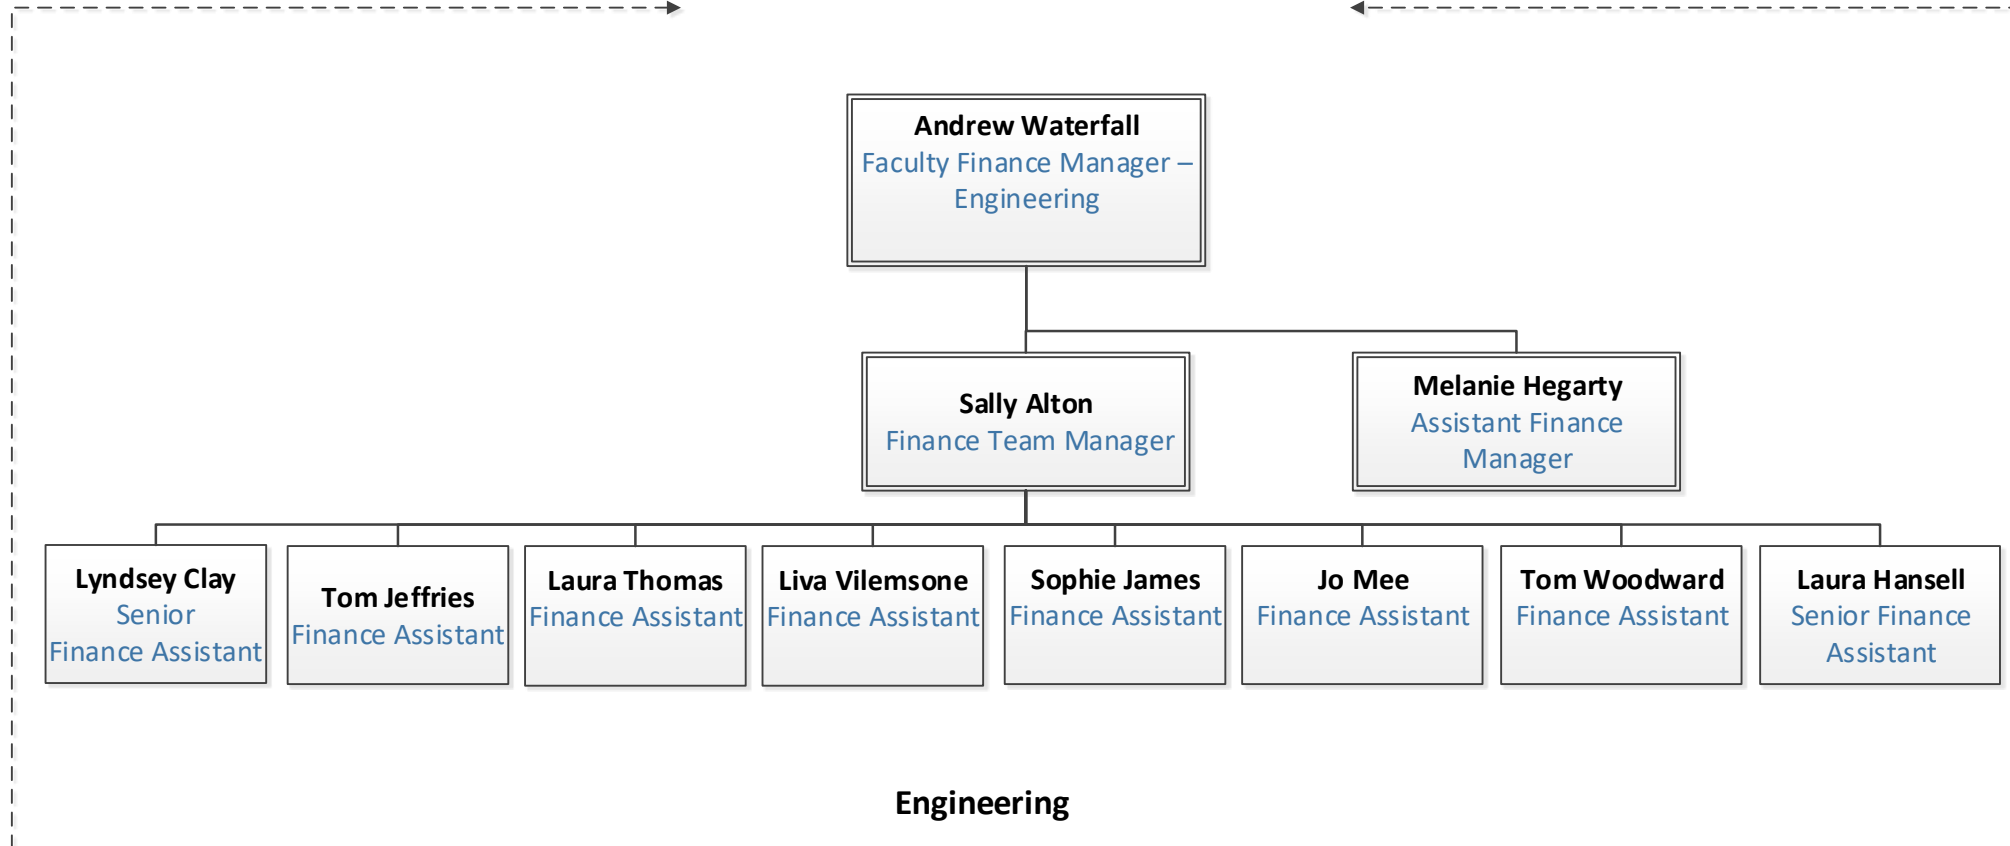 Andrew Waterfall
Faculty Finance Manager –
Engineering
Sally Alton
Finance Team Manager
Melanie Hegarty
Assistant Finance
Manager
Lyndsey Clay
Senior
Finance Assistant
Tom Jeffries
Finance Assistant
Laura Thomas
Finance Assistant
Liva Vilemsone
Finance Assistant
Sophie James
Finance Assistant
Jo Mee
Finance Assistant
Tom Woodward
Finance Assistant
Laura Hansell
Senior Finance
Assistant
Engineering